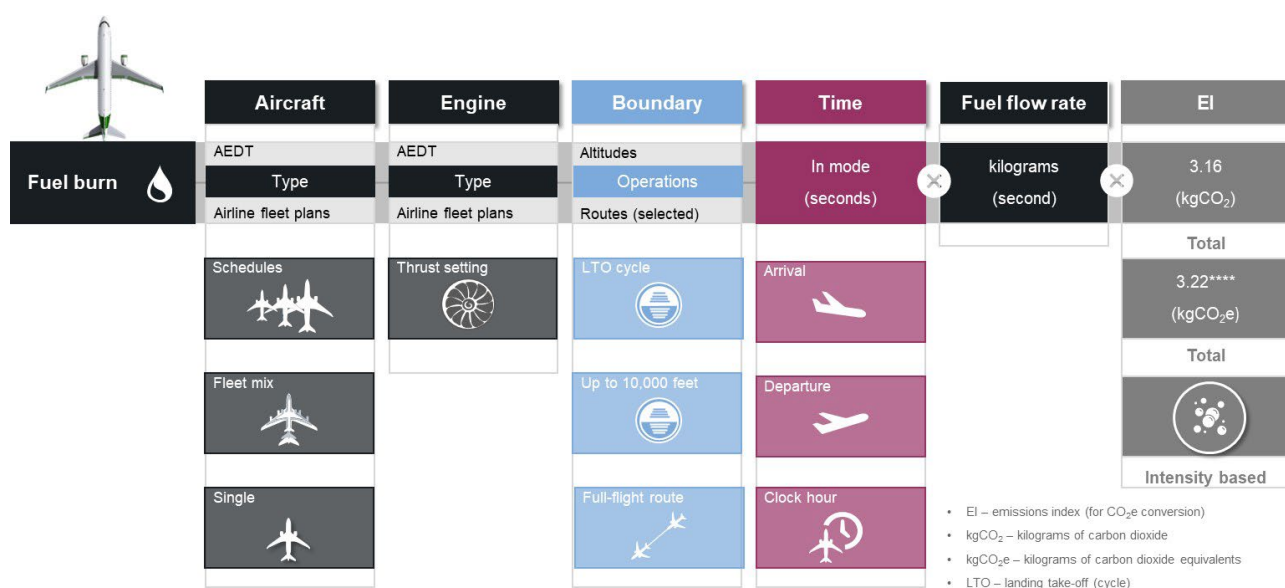 Aircraft
Engine
Boundary
Time
Fuel flow rate
EI
Fuel burn
AEDT
Type
Airline fleet plans
AEDT
Type
Airline fleet plans
Altitudes
Operations
Routes (selected)
In mode
(seconds)
kilograms
(second)
3.16
(kgCO₂)
Total
Schedules
Thrust setting
LTO cycle
Arrival
3.22****
(kgCO₂e)
Total
Fleet mix
Up to 10,000 feet
Departure
Intensity based
Single
Full-flight route
Clock hour
• EI – emissions index (for CO₂e conversion)
• kgCO₂ – kilograms of carbon dioxide
• kgCO₂e – kilograms of carbon dioxide equivalents
• LTO – landing take-off (cycle)